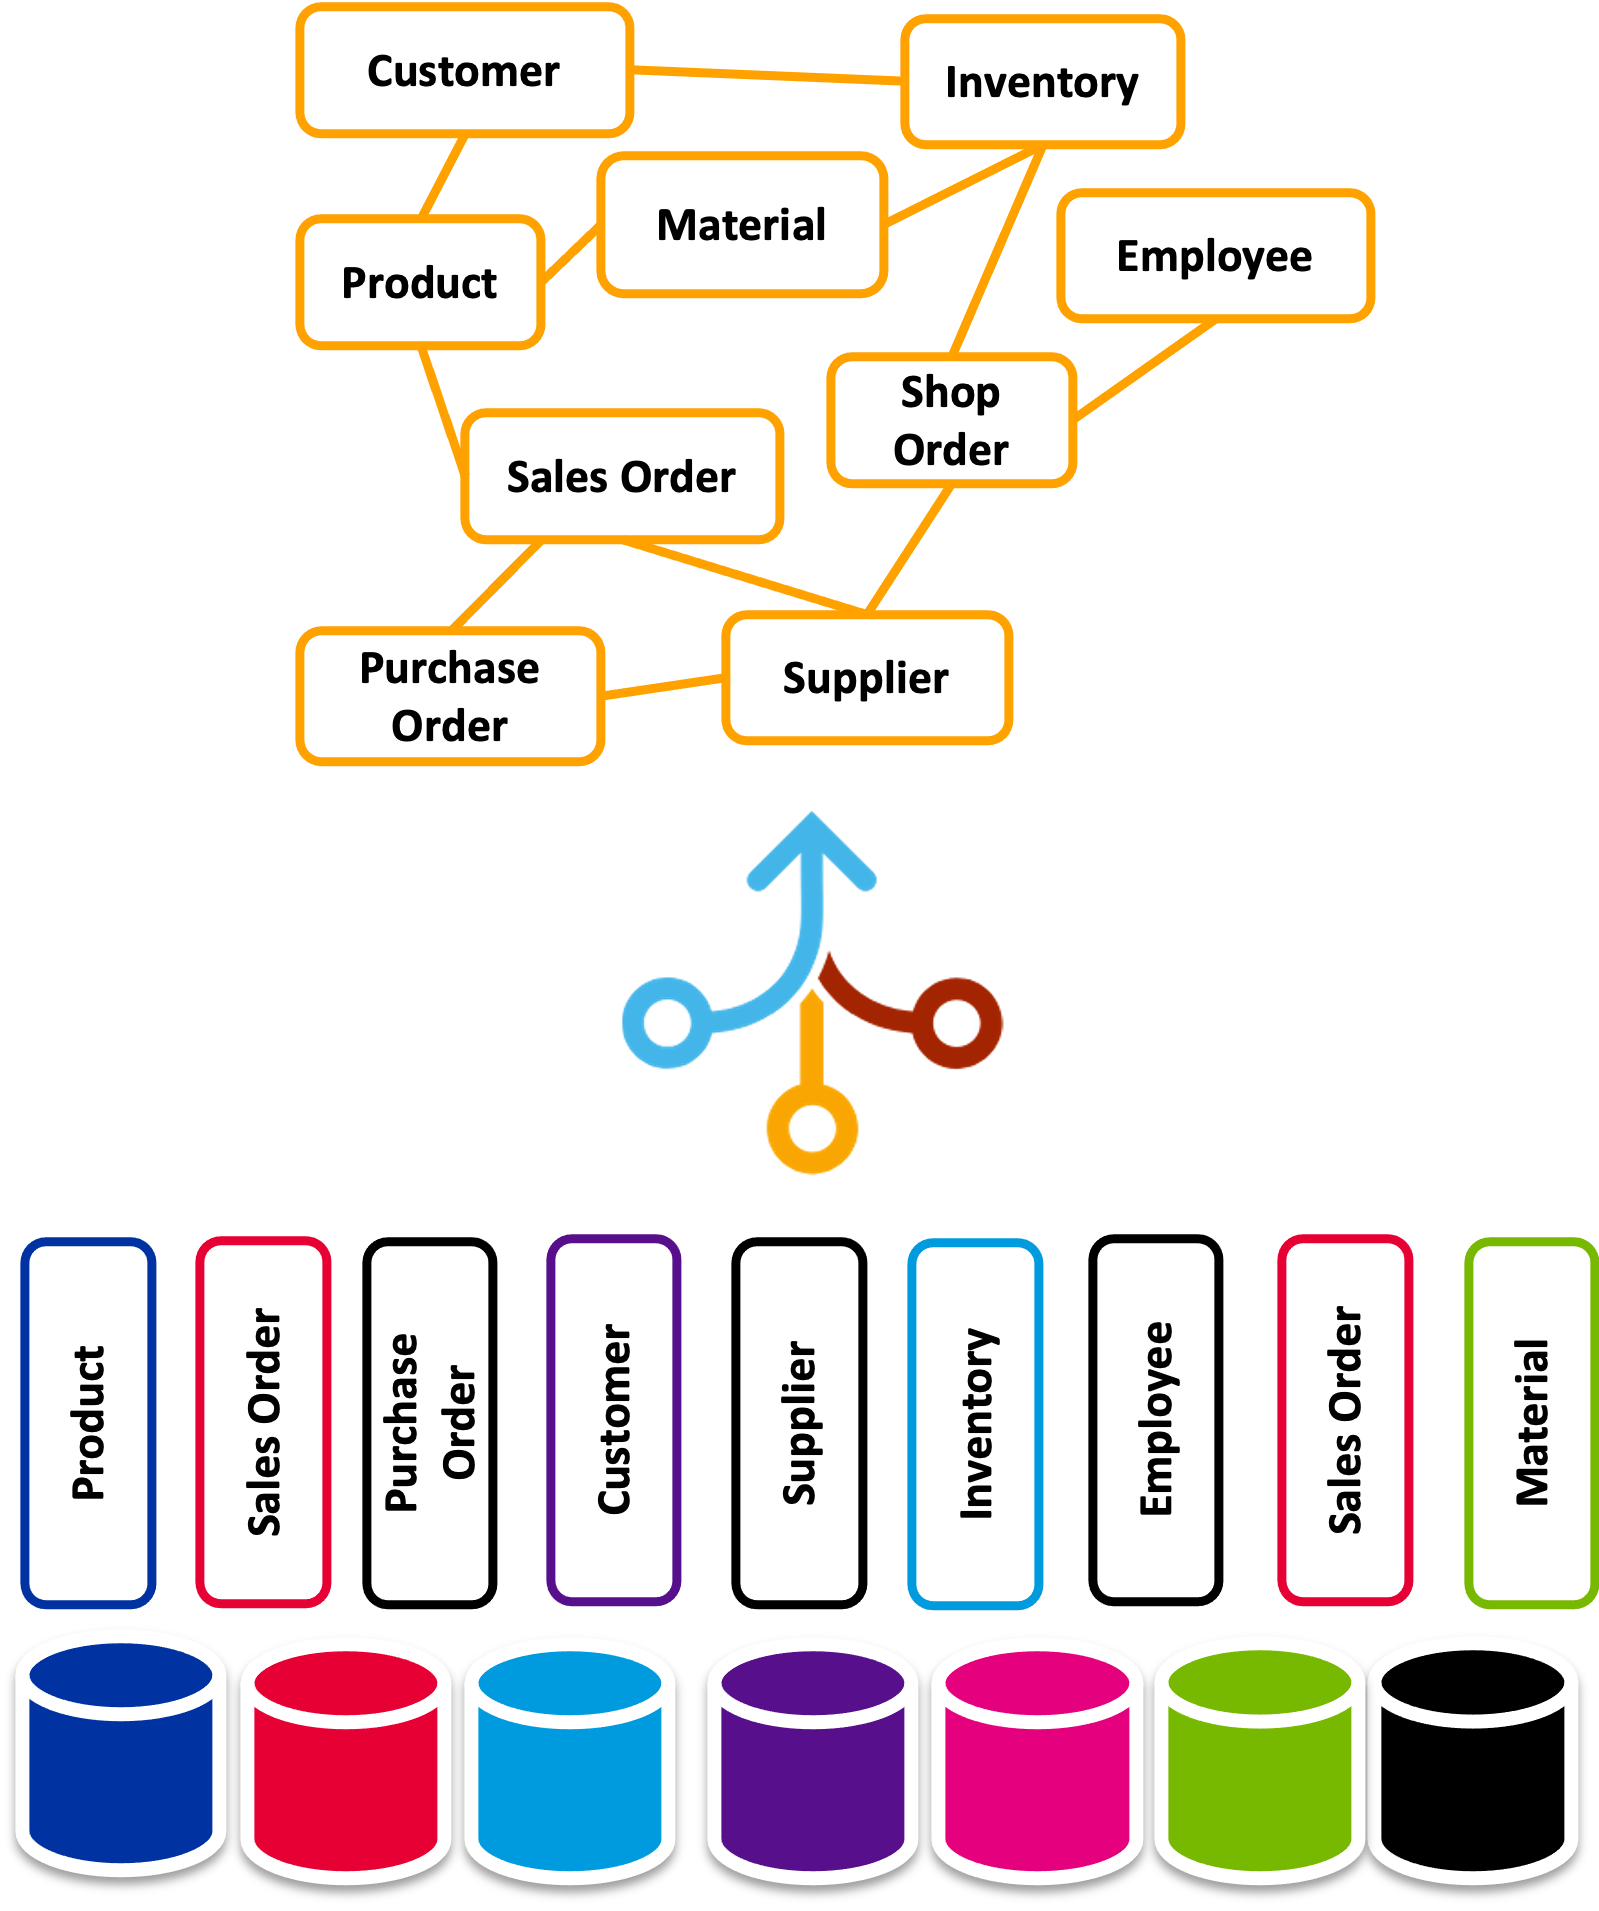 Customer
Inventory
Material
Employee
Product
Shop
Order
Sales Order
Purchase
Order
Supplier
Product
Sales Order
Purchase
Order
Customer
Supplier
Inventory
Employee
Sales Order
Material